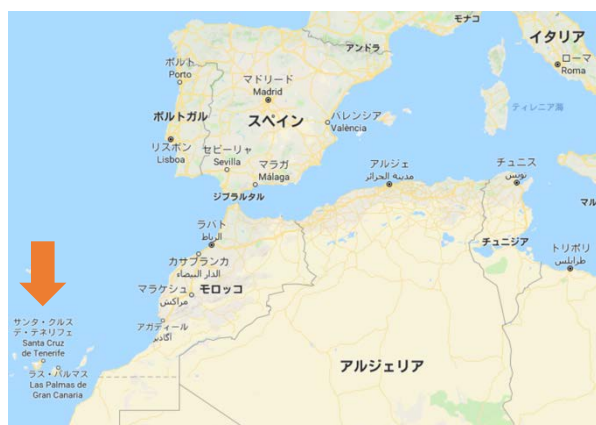 モナコ
アンドラ
イタリア
ローマ
Roma
ポルト
Porto
マドリード
Madrid
スペイン
バレンシア
València
ティレニア海
ポルトガル
リスボン
Lisboa
セビーリャ
Sevilla
マラガ
Málaga
ジブラルタル
アルジェ
مدينة الجزائر
チュニス
تونس
マル
ラバト
الرباط
カサブランカ
الدار البيضاء
チュニジア
トリポリ
طرابلس
マラケシュ
مراكش
モロッコ
アガディール
أكادير
サンタ・クルス
デ・テネリフェ
Santa Cruz
de Tenerife
ラス・パルマス
Las Palmas de
Gran Canaria
アルジェリア